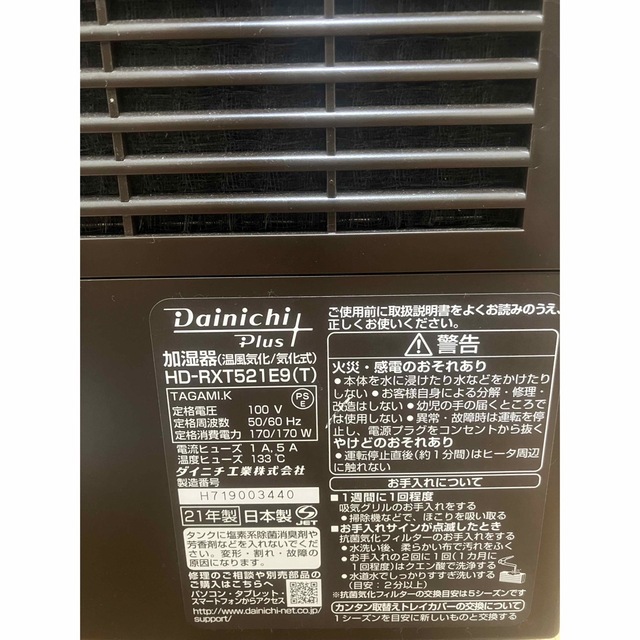 Dainichi
Plus
加湿器(温風気化/気化式)
HD-RXT521E9(T)
TAGAMI.K
PS
E
定格電圧 100 V
定格周波数 50/60 Hz
定格消費電力 170/170 W
電流ヒューズ 1 A,5 A
温度ヒューズ 133℃
ダイニチ工業株式会社
製造番号
H719003440
21年製 日本製
S JET
タンクに塩素系除菌消臭剤や
芳香剤などを入れないでくだ
さい。変形・割れ・故障の
原因になります。
修理のご相談や別売部品の
ご購入はこちらへ
パソコン・タブレット・
スマートフォンからアクセス
http://www.dainichi-net.co.jp/
support/
ご使用前に取扱説明書をよくお読みのうえ、
正しくお使いください。
警告
火災・感電のおそれあり
●本体を水に浸けたり水などをかけたり
しない ●お客様自身による分解・修理・
改造はしない ●幼児の手の届くところで
は使用しない ●異常・故障時は運転を停
止し、電源プラグをコンセントから抜く
やけどのおそれあり
●運転停止直後(約1分間)はヒータ周辺
に触れない
お手入れについて
■1週間に1回程度
吸気グリルのお手入れをする
●掃除機などで、ほこりを吸い取る
■お手入れサインが点滅したとき
抗菌気化フィルターのお手入れをする
●水洗い後、柔らかい布で汚れをふく
●お手入れの2回に1回(1カ月に
1回程度)はクエン酸で洗浄する
●水道水でしっかりすすぎ洗いする
(目安:2分以上)
※抗菌気化フィルターの交換目安は5シーズンです
カンタン取替えトレイカバーの交換について
1シーズンを目安に新しいものと交換する